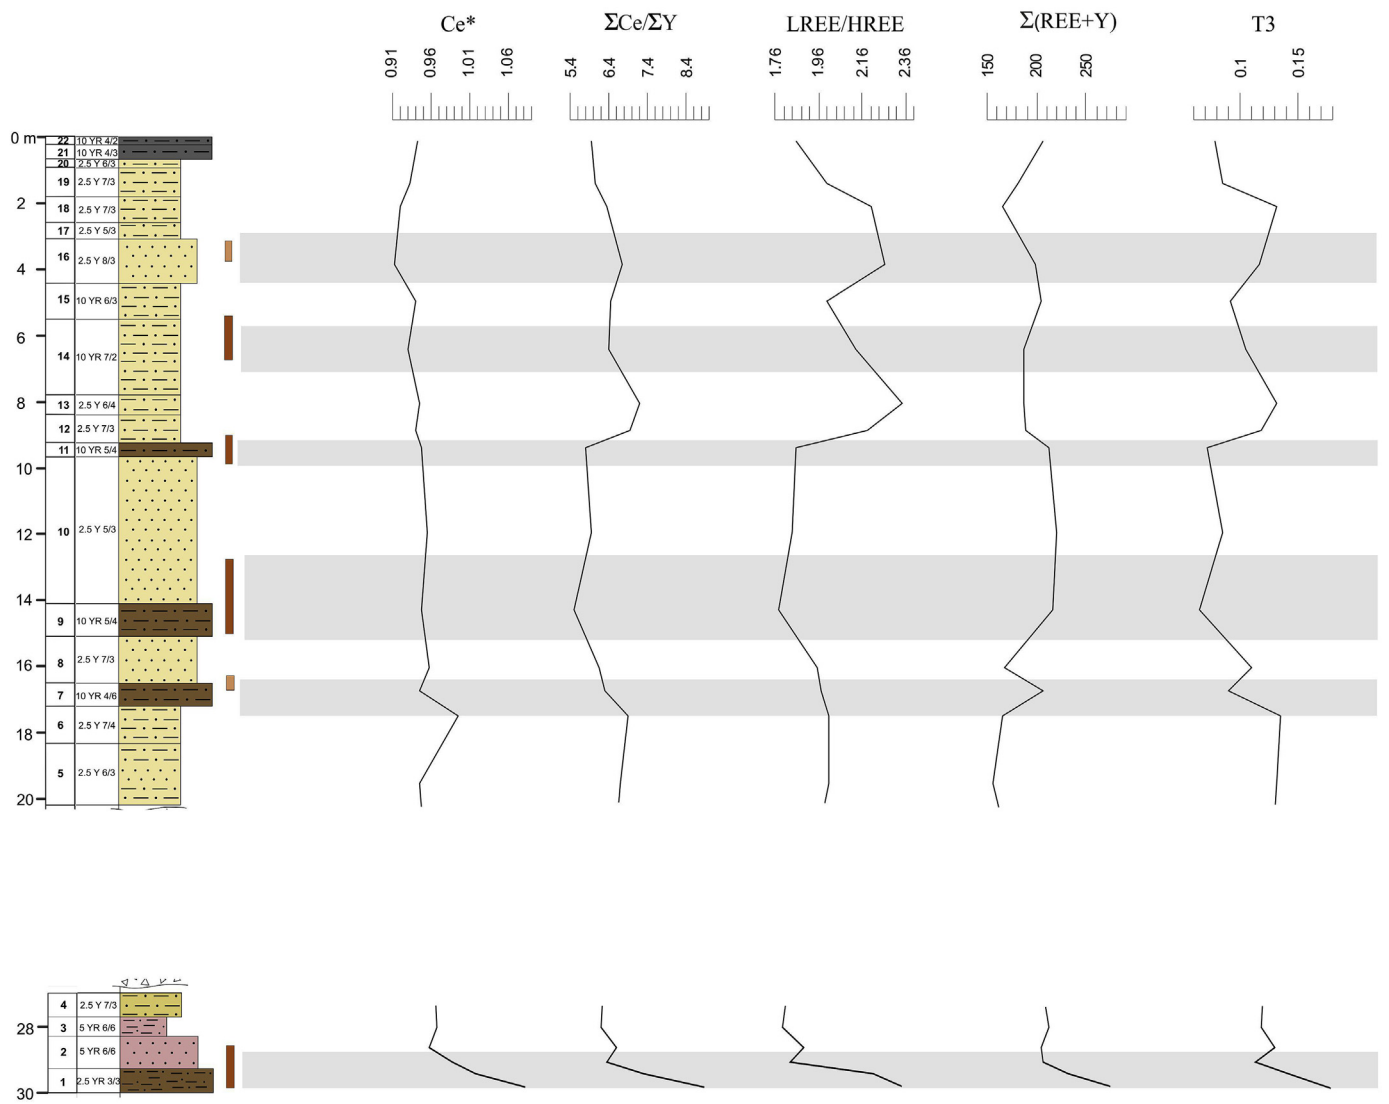 Ce* ΣCe/ΣY LREE/HREE Σ(REE+Y) T3
0.91 0.96 1.01 1.06 5.4 6.4 7.4 8.4 1.76 1.96 2.16 2.36 150 200 250 0.1 0.15
0 m
22 10 YR 4/2
21 10 YR 4/3
20 2.5 Y 6/3
19 2.5 Y 7/3
2
18 2.5 Y 7/3
17 2.5 Y 5/3
16 2.5 Y 8/3
4
15 10 YR 6/3
6
14 10 YR 7/2
8
13 2.5 Y 6/4
12 2.5 Y 7/3
11 10 YR 5/4
10
10 2.5 Y 5/3
12
14
9 10 YR 5/4
8 2.5 Y 7/3
16
7 10 YR 4/6
6 2.5 Y 7/4
18
5 2.5 Y 6/3
20
4 2.5 Y 7/3
28
3 5 YR 6/6
2 5 YR 6/6
1 2.5 YR 3/3
30